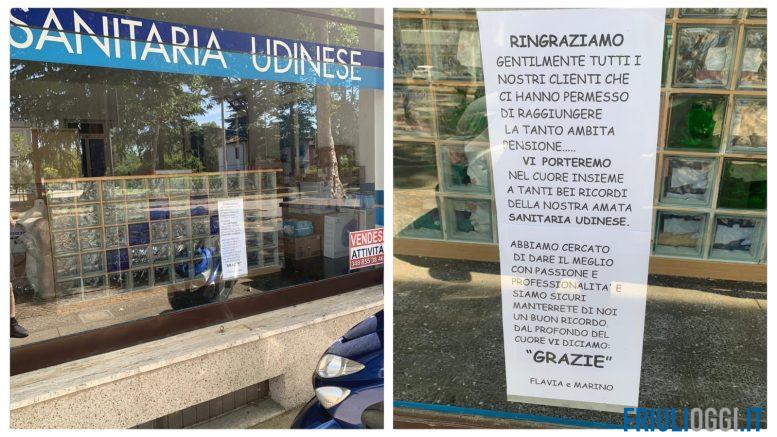 SANITARIA UDINESE
VENDESI
ATTIVITÀ
RINGRAZIAMO
GENTILMENTE TUTTI I
NOSTRI CLIENTI CHE
CI HANNO PERMESSO
DI RAGGIUNGERE
LA TANTO AMBITA
PENSIONE.....
VI PORTEREMO
NEL CUORE INSIEME
A TANTI BEI RICORDI
DELLA NOSTRA AMATA
SANITARIA UDINESE.
ABBIAMO CERCATO
DI DARE IL MEGLIO
CON PASSIONE E
PROFESSIONALITA' E
SIAMO SICURI
MANTERRETE DI NOI
UN BUON RICORDO.
DAL PROFONDO DEL
CUORE VI DICIAMO:
"GRAZIE"
FLAVIA e MARINO
FRIULIOGGI.IT